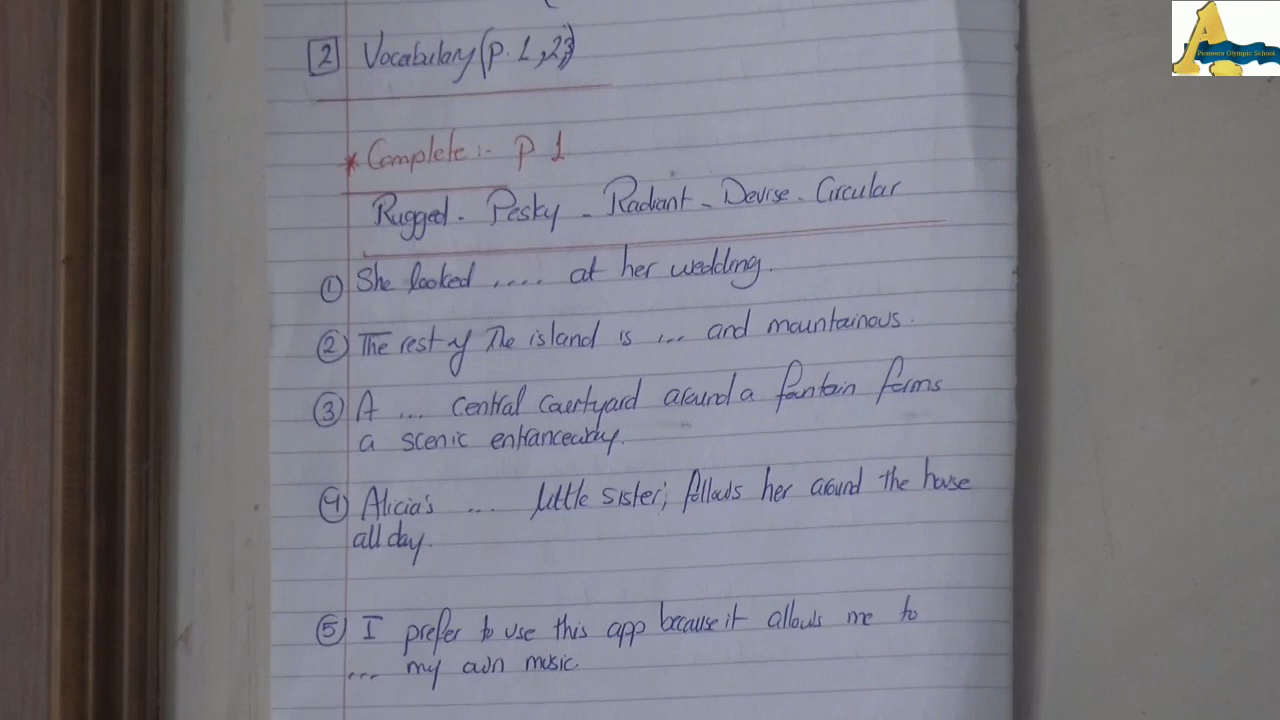 [2] Vocabulary (p. 1,2,3)
* Complete:- P 1
Rugged - Pesky - Radiant - Devise - Circular
① She looked .... at her wedding.
② The rest of the island is ... and mountainous.
③ A ... central courtyard around a fountain forms
a scenic entranceway.
④ Alicia's ... little sister; follows her around the house
all day.
⑤ I prefer to use this app because it allows me to
... my own music.
A
Pioneers Olympic School